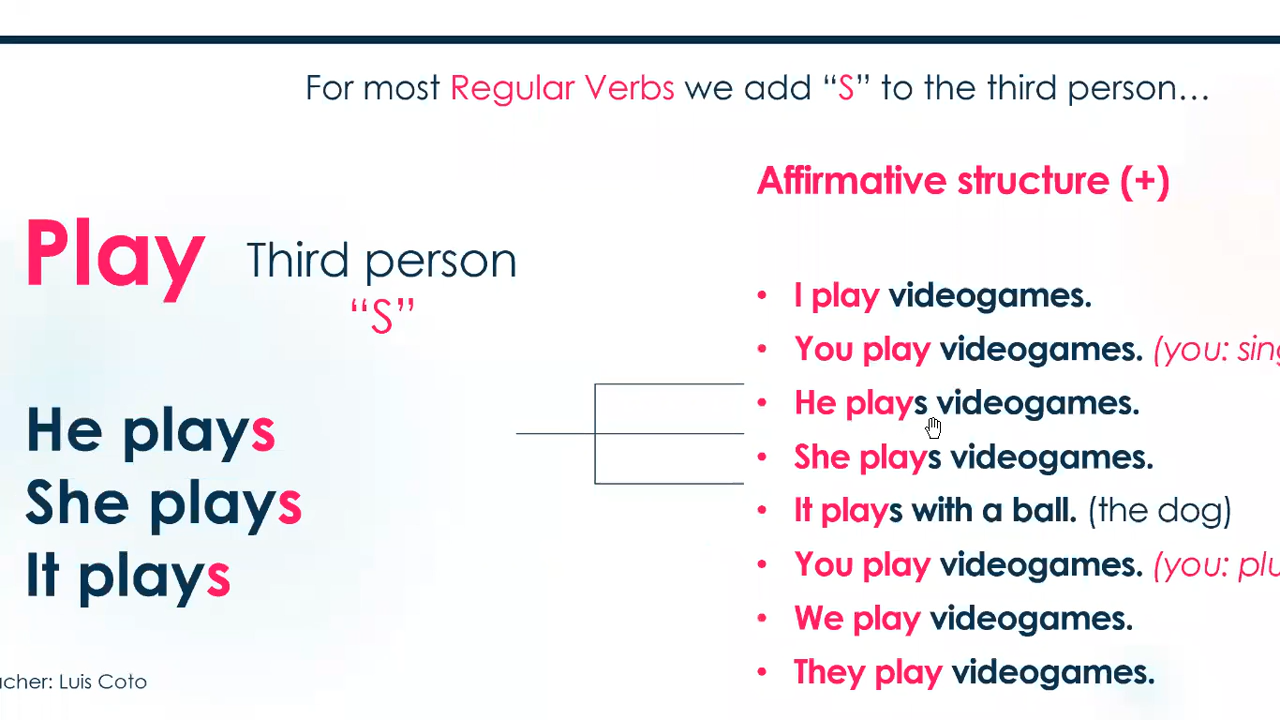 For most Regular Verbs we add “S” to the third person...
Affirmative structure (+)
Play
Third person
“S”
He plays
She plays
It plays
• I play videogames.
• You play videogames. (you:
• He plays videogames.
• She plays videogames.
• It plays with a ball. (the dog)
• You play videogames. (you:
• We play videogames.
• They play videogames.
Luis Coto